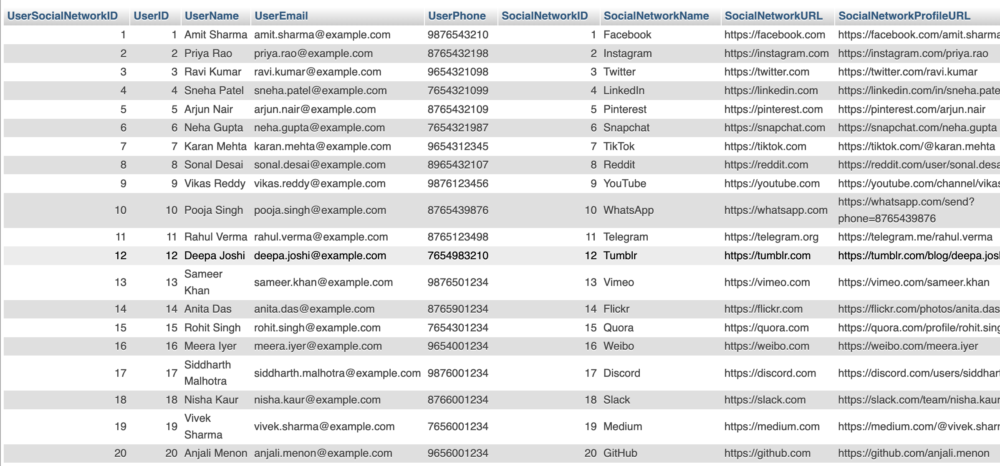 UserSocialNetworkID UserID UserName UserEmail UserPhone SocialNetworkID SocialNetworkName SocialNetworkURL SocialNetworkProfileURL
1 1 Amit Sharma amit.sharma@example.com 9876543210 1 Facebook https://facebook.com https://facebook.com/amit.sharma
2 2 Priya Rao priya.rao@example.com 8765432198 2 Instagram https://instagram.com https://instagram.com/priya.rao
3 3 Ravi Kumar ravi.kumar@example.com 9654321098 3 Twitter https://twitter.com https://twitter.com/ravi.kumar
4 4 Sneha Patel sneha.patel@example.com 7654321099 4 LinkedIn https://linkedin.com https://linkedin.com/in/sneha.pate
5 5 Arjun Nair arjun.nair@example.com 8765432109 5 Pinterest https://pinterest.com https://pinterest.com/arjun.nair
6 6 Neha Gupta neha.gupta@example.com 7654321987 6 Snapchat https://snapchat.com https://snapchat.com/neha.gupta
7 7 Karan Mehta karan.mehta@example.com 9654312345 7 TikTok https://tiktok.com https://tiktok.com/@karan.mehta
8 8 Sonal Desai sonal.desai@example.com 8965432107 8 Reddit https://reddit.com https://reddit.com/user/sonal.desa
9 9 Vikas Reddy vikas.reddy@example.com 9876123456 9 YouTube https://youtube.com https://youtube.com/channel/vikas
10 10 Pooja Singh pooja.singh@example.com 8765439876 10 WhatsApp https://whatsapp.com https://whatsapp.com/send?
phone=8765439876
11 11 Rahul Verma rahul.verma@example.com 8765123498 11 Telegram https://telegram.org https://telegram.me/rahul.verma
12 12 Deepa Joshi deepa.joshi@example.com 7654983210 12 Tumblr https://tumblr.com https://tumblr.com/blog/deepa.josh
Sameer
13 13 Khan sameer.khan@example.com 9876501234 13 Vimeo https://vimeo.com https://vimeo.com/sameer.khan
14 14 Anita Das anita.das@example.com 8765901234 14 Flickr https://flickr.com https://flickr.com/photos/anita.das
15 15 Rohit Singh rohit.singh@example.com 7654301234 15 Quora https://quora.com https://quora.com/profile/rohit.sing
16 16 Meera Iyer meera.iyer@example.com 9654001234 16 Weibo https://weibo.com https://weibo.com/meera.iyer
Siddharth
17 17 Malhotra siddharth.malhotra@example.com 9876001234 17 Discord https://discord.com https://discord.com/users/siddhart
18 18 Nisha Kaur nisha.kaur@example.com 8766001234 18 Slack https://slack.com https://slack.com/team/nisha.kaur
Vivek
19 19 Sharma vivek.sharma@example.com 7656001234 19 Medium https://medium.com https://medium.com/@vivek.sharm
20 20 Anjali Menon anjali.menon@example.com 9656001234 20 GitHub https://github.com https://github.com/anjali.menon